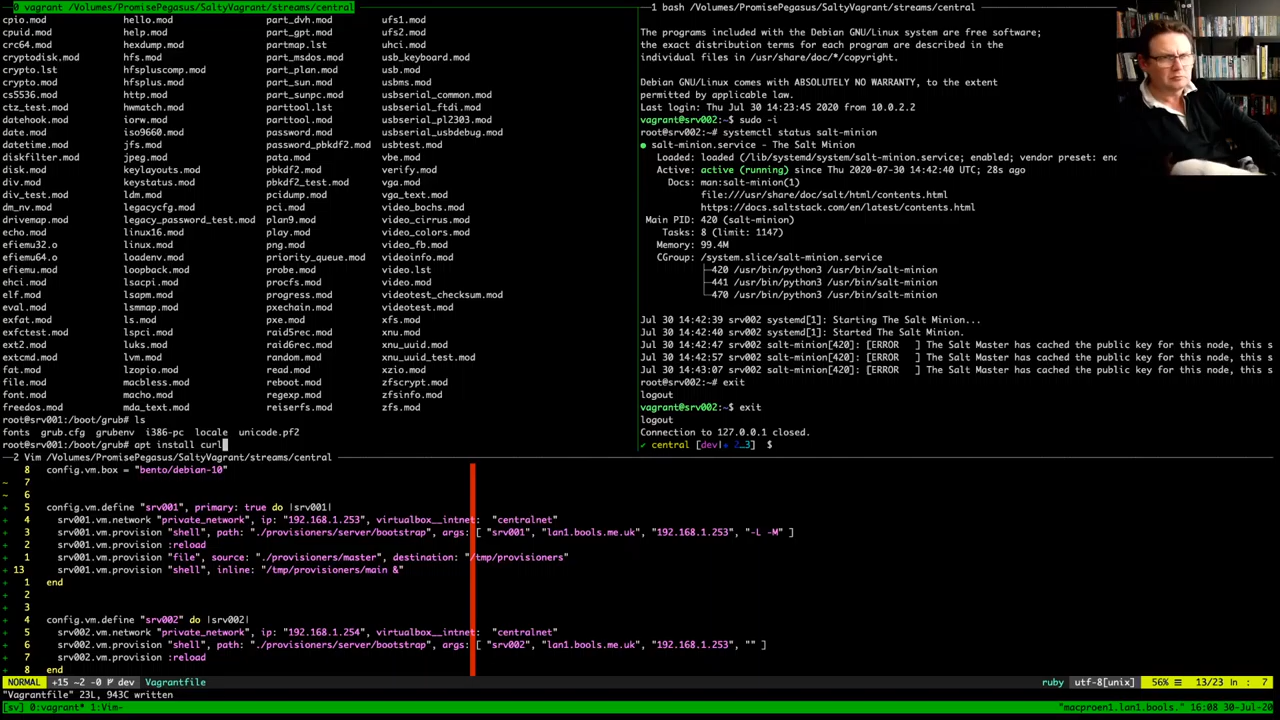 0 vagrant /Volumes/PromisePegasus/SaltyVagrant/streams/central
cpio.mod hello.mod part_dvh.mod ufs1.mod
cpuid.mod help.mod part_gpt.mod ufs2.mod
crc64.mod hexdump.mod partmap.lst uhci.mod
cryptodisk.mod hfs.mod part_msdos.mod usb_keyboard.mod
crypto.lst hfspluscomp.mod part_plan.mod usb.mod
crypto.mod hfsplus.mod part_sun.mod usbms.mod
cs5536.mod http.mod part_sunpc.mod usbserial_common.mod
ctz_test.mod hwmatch.mod parttool.lst usbserial_ftdi.mod
datehook.mod iorw.mod parttool.mod usbserial_pl2303.mod
date.mod iso9660.mod password.mod usbserial_usbdebug.mod
datetime.mod jfs.mod password_pbkdf2.mod usbtest.mod
diskfilter.mod jpeg.mod pata.mod vbe.mod
disk.mod keylayouts.mod pbkdf2.mod verify.mod
div.mod keystatus.mod pbkdf2_test.mod vga.mod
div_test.mod ldm.mod pcidump.mod vga_text.mod
dm_nv.mod legacycfg.mod pci.mod video_bochs.mod
drivemap.mod legacy_password_test.mod plan9.mod video_cirrus.mod
echo.mod linux16.mod play.mod video_colors.mod
efiemu32.o linux.mod png.mod video_fb.mod
efiemu64.o loadenv.mod priority_queue.mod videoinfo.mod
efiemu.mod loopback.mod probe.mod video.lst
ehci.mod lsacpi.mod procfs.mod video.mod
elf.mod lsapm.mod progress.mod videotest_checksum.mod
eval.mod lsmmap.mod pxechain.mod videotest.mod
exfat.mod ls.mod pxe.mod xfs.mod
exfctest.mod lspci.mod raid5rec.mod xnu.mod
ext2.mod luks.mod raid6rec.mod xnu_uuid.mod
extcmd.mod lvm.mod random.mod xnu_uuid_test.mod
fat.mod lzopio.mod read.mod xzio.mod
file.mod macbless.mod reboot.mod zfscrypt.mod
font.mod macho.mod regexp.mod zfsinfo.mod
freedos.mod mda_text.mod reiserfs.mod zfs.mod
root@srv001:/boot/grub# ls
fonts grub.cfg grubenv i386-pc locale unicode.pf2
root@srv001:/boot/grub# apt install curl
1 bash /Volumes/PromisePegasus/SaltyVagrant/streams/central
The programs included with the Debian GNU/Linux system are free software;
the exact distribution terms for each program are described in the
individual files in /usr/share/doc/*/copyright.
Debian GNU/Linux comes with ABSOLUTELY NO WARRANTY, to the extent
permitted by applicable law.
Last login: Thu Jul 30 14:23:45 2020 from 10.0.2.2
vagrant@srv002:~$ sudo -i
root@srv002:~# systemctl status salt-minion
● salt-minion.service - The Salt Minion
Loaded: loaded (/lib/systemd/system/salt-minion.service; enabled; vendor preset: ena
Active: active (running) since Thu 2020-07-30 14:42:40 UTC; 28s ago
Docs: man:salt-minion(1)
file:///usr/share/doc/salt/html/contents.html
https://docs.saltstack.com/en/latest/contents.html
Main PID: 420 (salt-minion)
Tasks: 8 (limit: 1147)
Memory: 99.4M
CGroup: /system.slice/salt-minion.service
├─420 /usr/bin/python3 /usr/bin/salt-minion
├─441 /usr/bin/python3 /usr/bin/salt-minion
└─470 /usr/bin/python3 /usr/bin/salt-minion
Jul 30 14:42:39 srv002 systemd[1]: Starting The Salt Minion...
Jul 30 14:42:40 srv002 systemd[1]: Started The Salt Minion.
Jul 30 14:42:47 srv002 salt-minion[420]: [ERROR ] The Salt Master has cached the public key for this node, this s
Jul 30 14:42:57 srv002 salt-minion[420]: [ERROR ] The Salt Master has cached the public key for this node, this s
Jul 30 14:43:07 srv002 salt-minion[420]: [ERROR ] The Salt Master has cached the public key for this node, this s
root@srv002:~# exit
logout
vagrant@srv002:~$ exit
logout
Connection to 127.0.0.1 closed.
✔ central [dev|✚ 2…3] $
2 Vim /Volumes/PromisePegasus/SaltyVagrant/streams/central
8 config.vm.box = "bento/debian-10"
~ 7
~ 6
+ 5 config.vm.define "srv001", primary: true do |srv001|
+ 4 srv001.vm.network "private_network", ip: "192.168.1.253", virtualbox__intnet: "centralnet"
+ 3 srv001.vm.provision "shell", path: "./provisioners/server/bootstrap", args: [ "srv001", "lan1.bools.me.uk", "192.168.1.253", "-L -M" ]
+ 2 srv001.vm.provision :reload
+ 1 srv001.vm.provision "file", source: "./provisioners/master", destination: "/tmp/provisioners"
+ 13 srv001.vm.provision "shell", inline: "/tmp/provisioners/main &"
+ 1 end
+ 2
+ 3
+ 4 config.vm.define "srv002" do |srv002|
+ 5 srv002.vm.network "private_network", ip: "192.168.1.254", virtualbox__intnet: "centralnet"
+ 6 srv002.vm.provision "shell", path: "./provisioners/server/bootstrap", args: [ "srv002", "lan1.bools.me.uk", "192.168.1.253", "" ]
+ 7 srv002.vm.provision :reload
+ 8 end
NORMAL +15 ~2 -0 dev Vagrantfile ruby utf-8[unix] 56% ☰ 13/23 ln : 7
"Vagrantfile" 23L, 943C written
[sv] 0:vagrant* 1:Vim- "macproen1.lan1.bools." 16:08 30-Jul-20